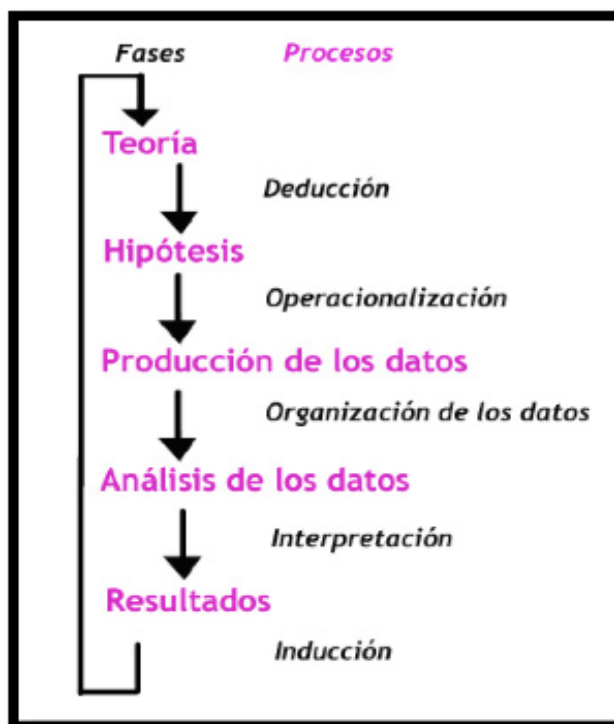 Fases Procesos
Teoría
Deducción
Hipótesis
Operacionalización
Producción de los datos
Organización de los datos
Análisis de los datos
Interpretación
Resultados
Inducción